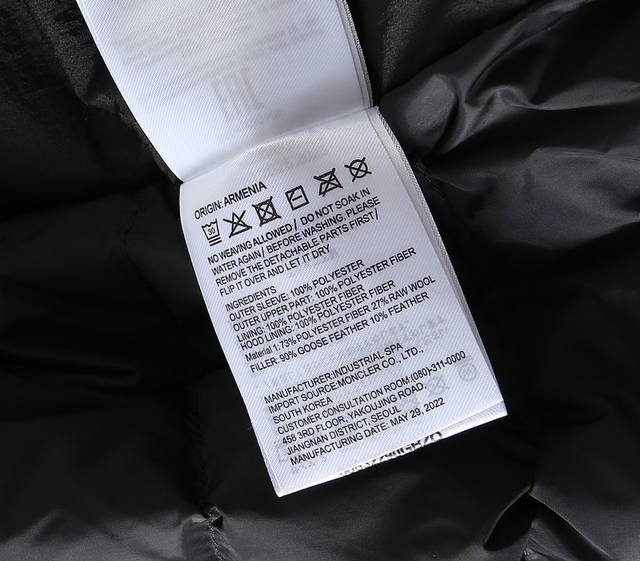 ORIGIN: ARMENIA
30
NO WEAVING ALLOWED / DO NOT SOAK IN
WATER AGAIN / BEFORE WASHING, PLEASE
REMOVE THE DETACHABLE PARTS FIRST /
FLIP IT OVER AND LET IT DRY
INGREDIENTS
OUTER SLEEVE: 100% POLYESTER
OUTER UPPER PART: 100% POLYESTER FIBER
LINING: 100% POLYESTER FIBER
HOOD LINING: 100% POLYESTER FIBER
Material 1:73% POLYESTER FIBER 27% RAW WOOL
FILLER: 90% GOOSE FEATHER 10% FEATHER
MANUFACTURER:INDUSTRIAL SPA
IMPORT SOURCE:MONCLER CO., LTD.,
SOUTH KOREA
CUSTOMER CONSULTATION ROOM:(080)-311-0000
458 3RD FLOOR, YAKOUJING ROAD,
JIANGNAN DISTRICT, SEOUL
MANUFACTURING DATE: MAY 29, 2022